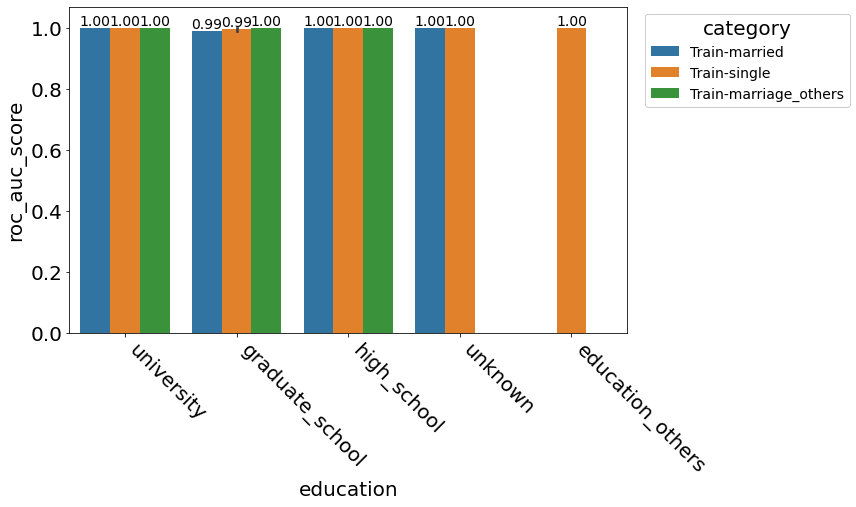 1.00 1.00 1.00 0.99 0.99 1.00 1.00 1.00 1.00 1.00 1.00 1.00
category
Train-married
Train-single
Train-marriage_others
roc_auc_score
1.0
0.8
0.6
0.4
0.2
0.0
university
graduate_school
high_school
unknown
education_others
education